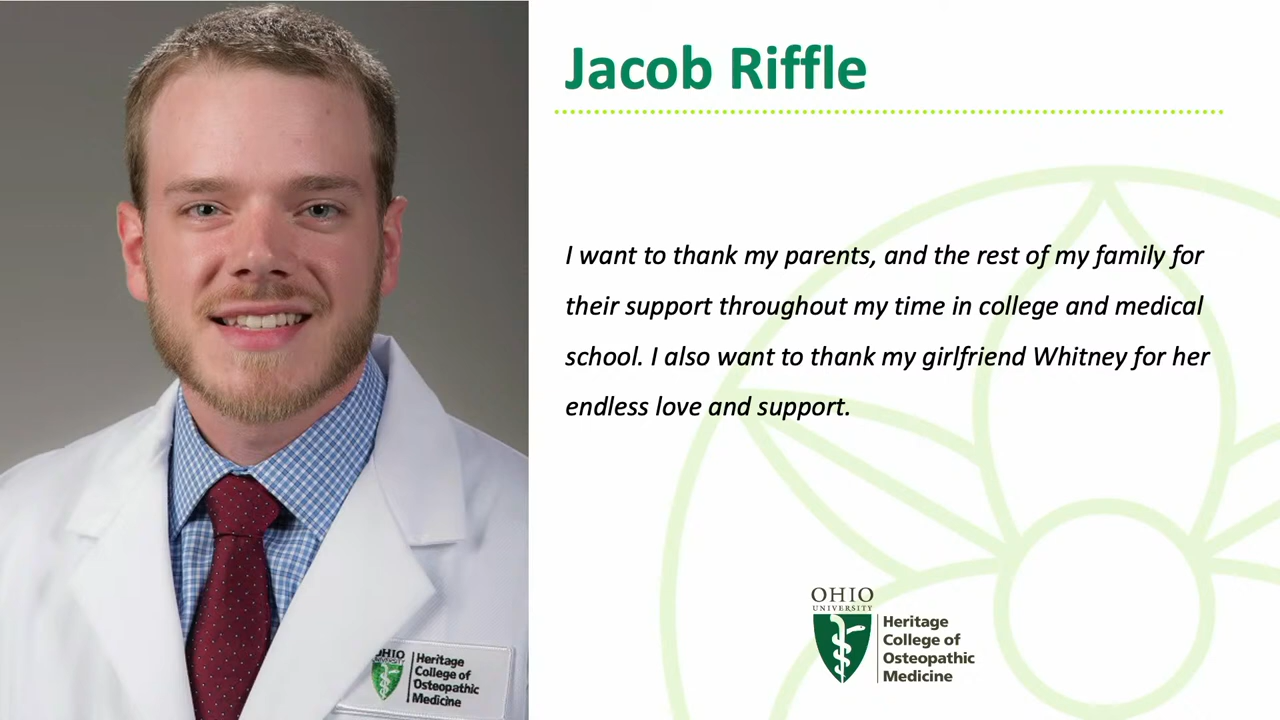 Jacob Riffle
I want to thank my parents, and the rest of my family for
their support throughout my time in college and medical
school. I also want to thank my girlfriend Whitney for her
endless love and support.
OHIO
UNIVERSITY
Heritage
College of
Osteopathic
Medicine
OHIO
UNIVERSITY
Heritage
College of
Osteopathic
Medicine